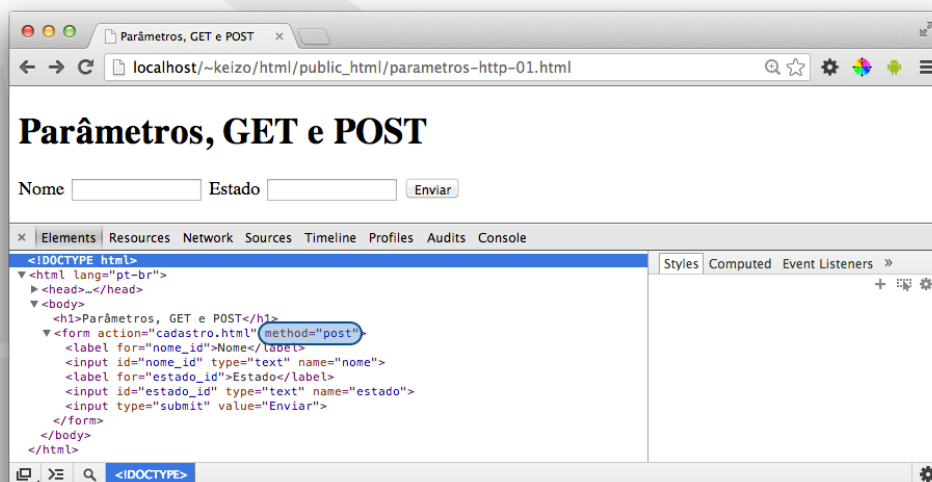 Parâmetros, GET e POST
localhost/~keizo/html/public_html/parametros-http-01.html
Parâmetros, GET e POST
Nome Estado Enviar
× Elements Resources Network Sources Timeline Profiles Audits Console
<!DOCTYPE html>
<html lang="pt-br">
<head>…</head>
<body>
<h1>Parâmetros, GET e POST</h1>
<form action="cadastro.html" method="post">
<label for="nome_id">Nome</label>
<input id="nome_id" type="text" name="nome">
<label for="estado_id">Estado</label>
<input id="estado_id" type="text" name="estado">
<input type="submit" value="Enviar">
</form>
</body>
</html>
Styles Computed Event Listeners »
<!DOCTYPE>